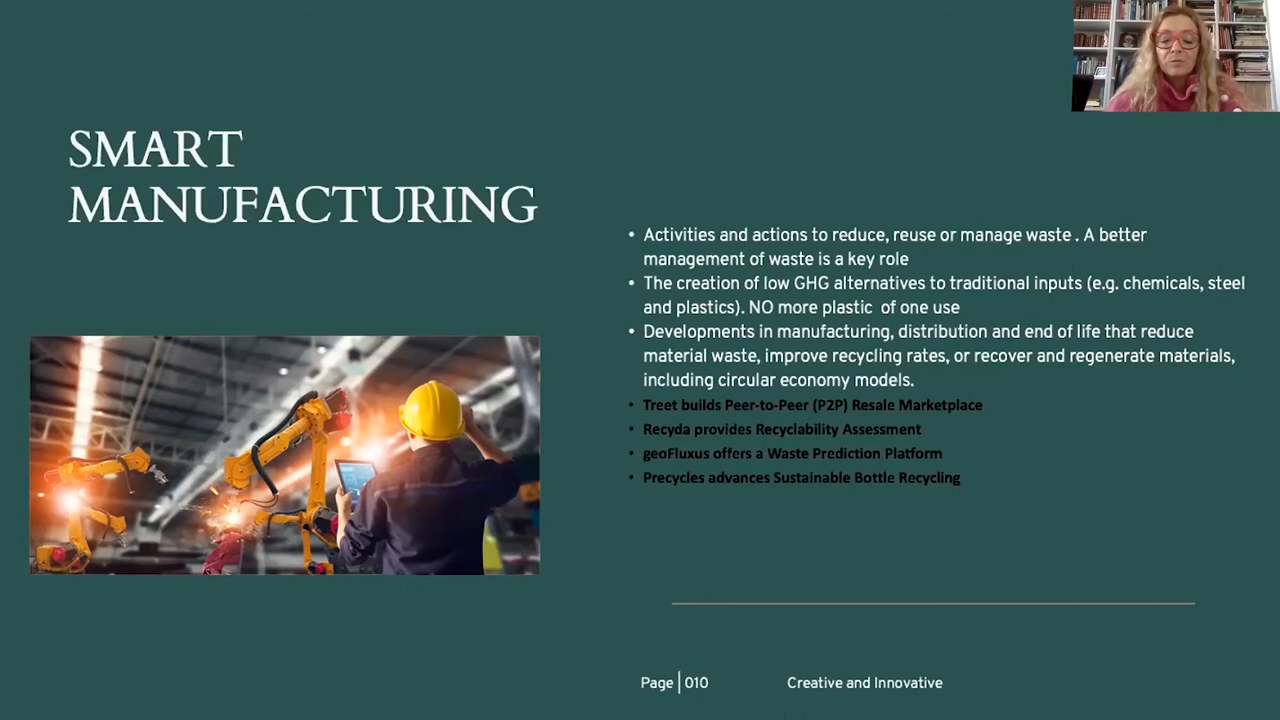 SMART
MANUFACTURING
• Activities and actions to reduce, reuse or manage waste . A better
management of waste is a key role
• The creation of low GHG alternatives to traditional inputs (e.g. chemicals, steel
and plastics). NO more plastic of one use
• Developments in manufacturing, distribution and end of life that reduce
material waste, improve recycling rates, or recover and regenerate materials,
including circular economy models.
• Treet builds Peer-to-Peer (P2P) Resale Marketplace
• Recyda provides Recyclability Assessment
• geoFluxus offers a Waste Prediction Platform
• Precycles advances Sustainable Bottle Recycling
Page | 010
Creative and Innovative